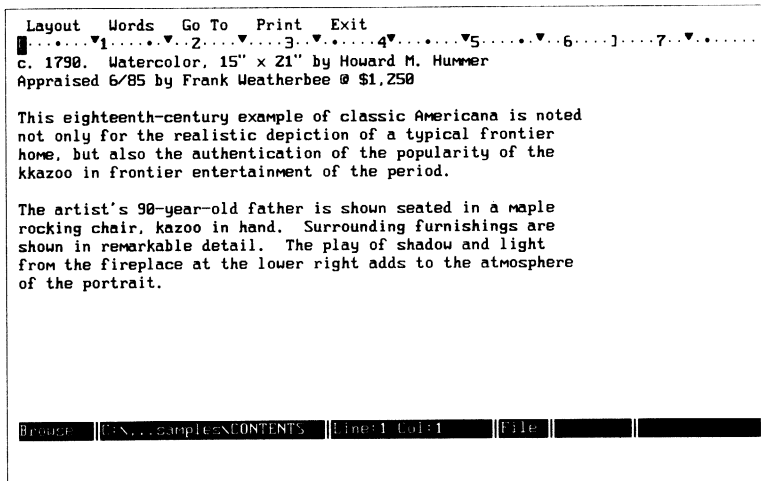 Layout   Words   Go To   Print   Exit
1 2 3 4 5 6 ] 7
c. 1790.  Watercolor, 15" x 21" by Howard M. Hummer
Appraised 6/85 by Frank Weatherbee @ $1,250
This eighteenth-century example of classic Americana is noted
not only for the realistic depiction of a typical frontier
home, but also the authentication of the popularity of the
kkazoo in frontier entertainment of the period.
The artist's 90-year-old father is shown seated in a maple
rocking chair, kazoo in hand.  Surrounding furnishings are
shown in remarkable detail.  The play of shadow and light
from the fireplace at the lower right adds to the atmosphere
of the portrait.
Browse  C:\...samples\CONTENTS  Line:1 Col:1  File